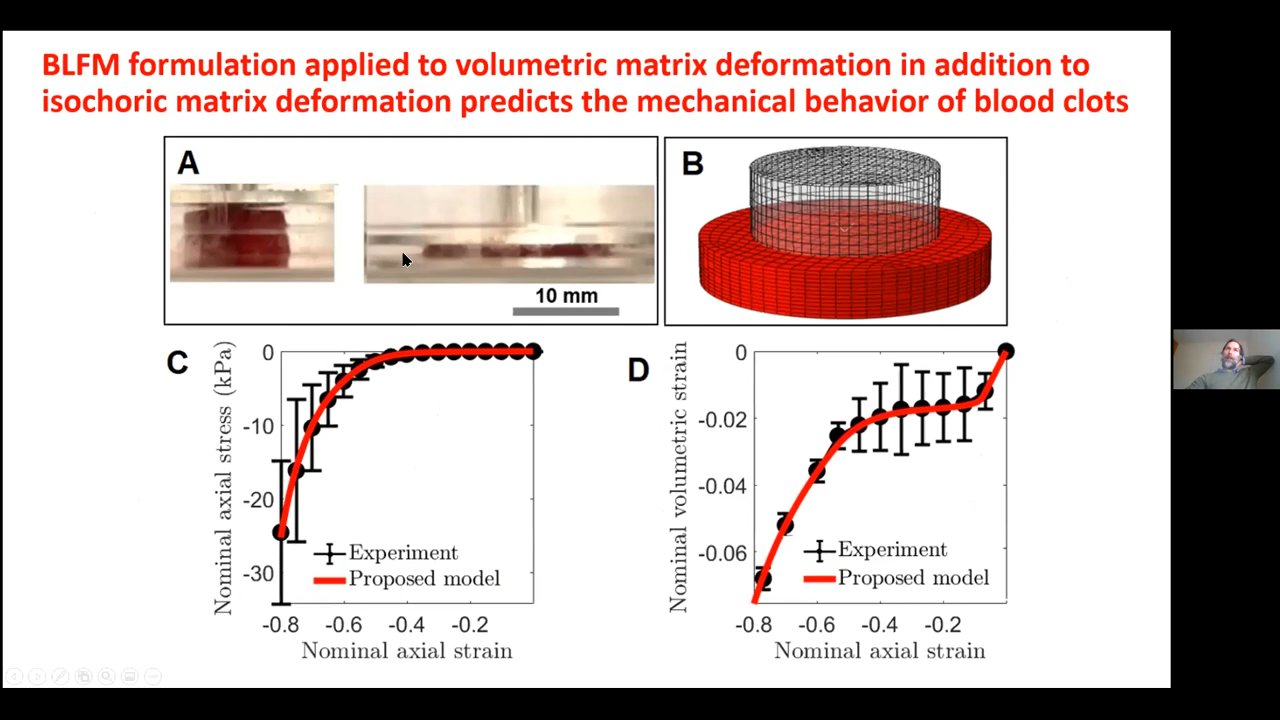 BLFM formulation applied to volumetric matrix deformation in addition to
isochoric matrix deformation predicts the mechanical behavior of blood clots
A
B
10 mm
C
Nominal axial stress (kPa)
0
-10
-20
-30
Experiment
Proposed model
-0.8 -0.6 -0.4 -0.2
Nominal axial strain
D
Nominal volumetric strain
0
-0.02
-0.04
-0.06
Experiment
Proposed model
-0.8 -0.6 -0.4 -0.2
Nominal axial strain